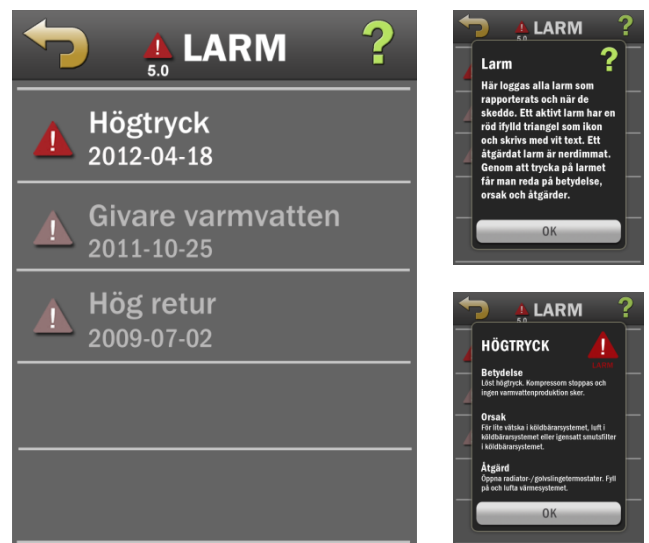 LARM
?
5.0
Högtryck
2012-04-18
Givare varmvatten
2011-10-25
Hög retur
2009-07-02
LARM
?
5.0
Larm
?
Här loggas alla larm som
rapporterats och när de
skedde. Ett aktivt larm har en
röd ifylld triangel som ikon
och skrivs med vit text. Ett
åtgärdat larm är nerdimmat.
Genom att trycka på larmet
får man reda på betydelse,
orsak och åtgärder.
OK
LARM
?
5.0
HÖGTRYCK
LARM
Betydelse
Löst högtryck. Kompressorn stoppas och
ingen varmvattenproduktion sker.
Orsak
För lite vätska i köldbärarsystemet, luft i
köldbärarsystemet eller igensatt smutsfilter
i köldbärarsystemet.
Åtgärd
Öppna radiator-/golvslingetermostater. Fyll
på och lufta värmesystemet.
OK